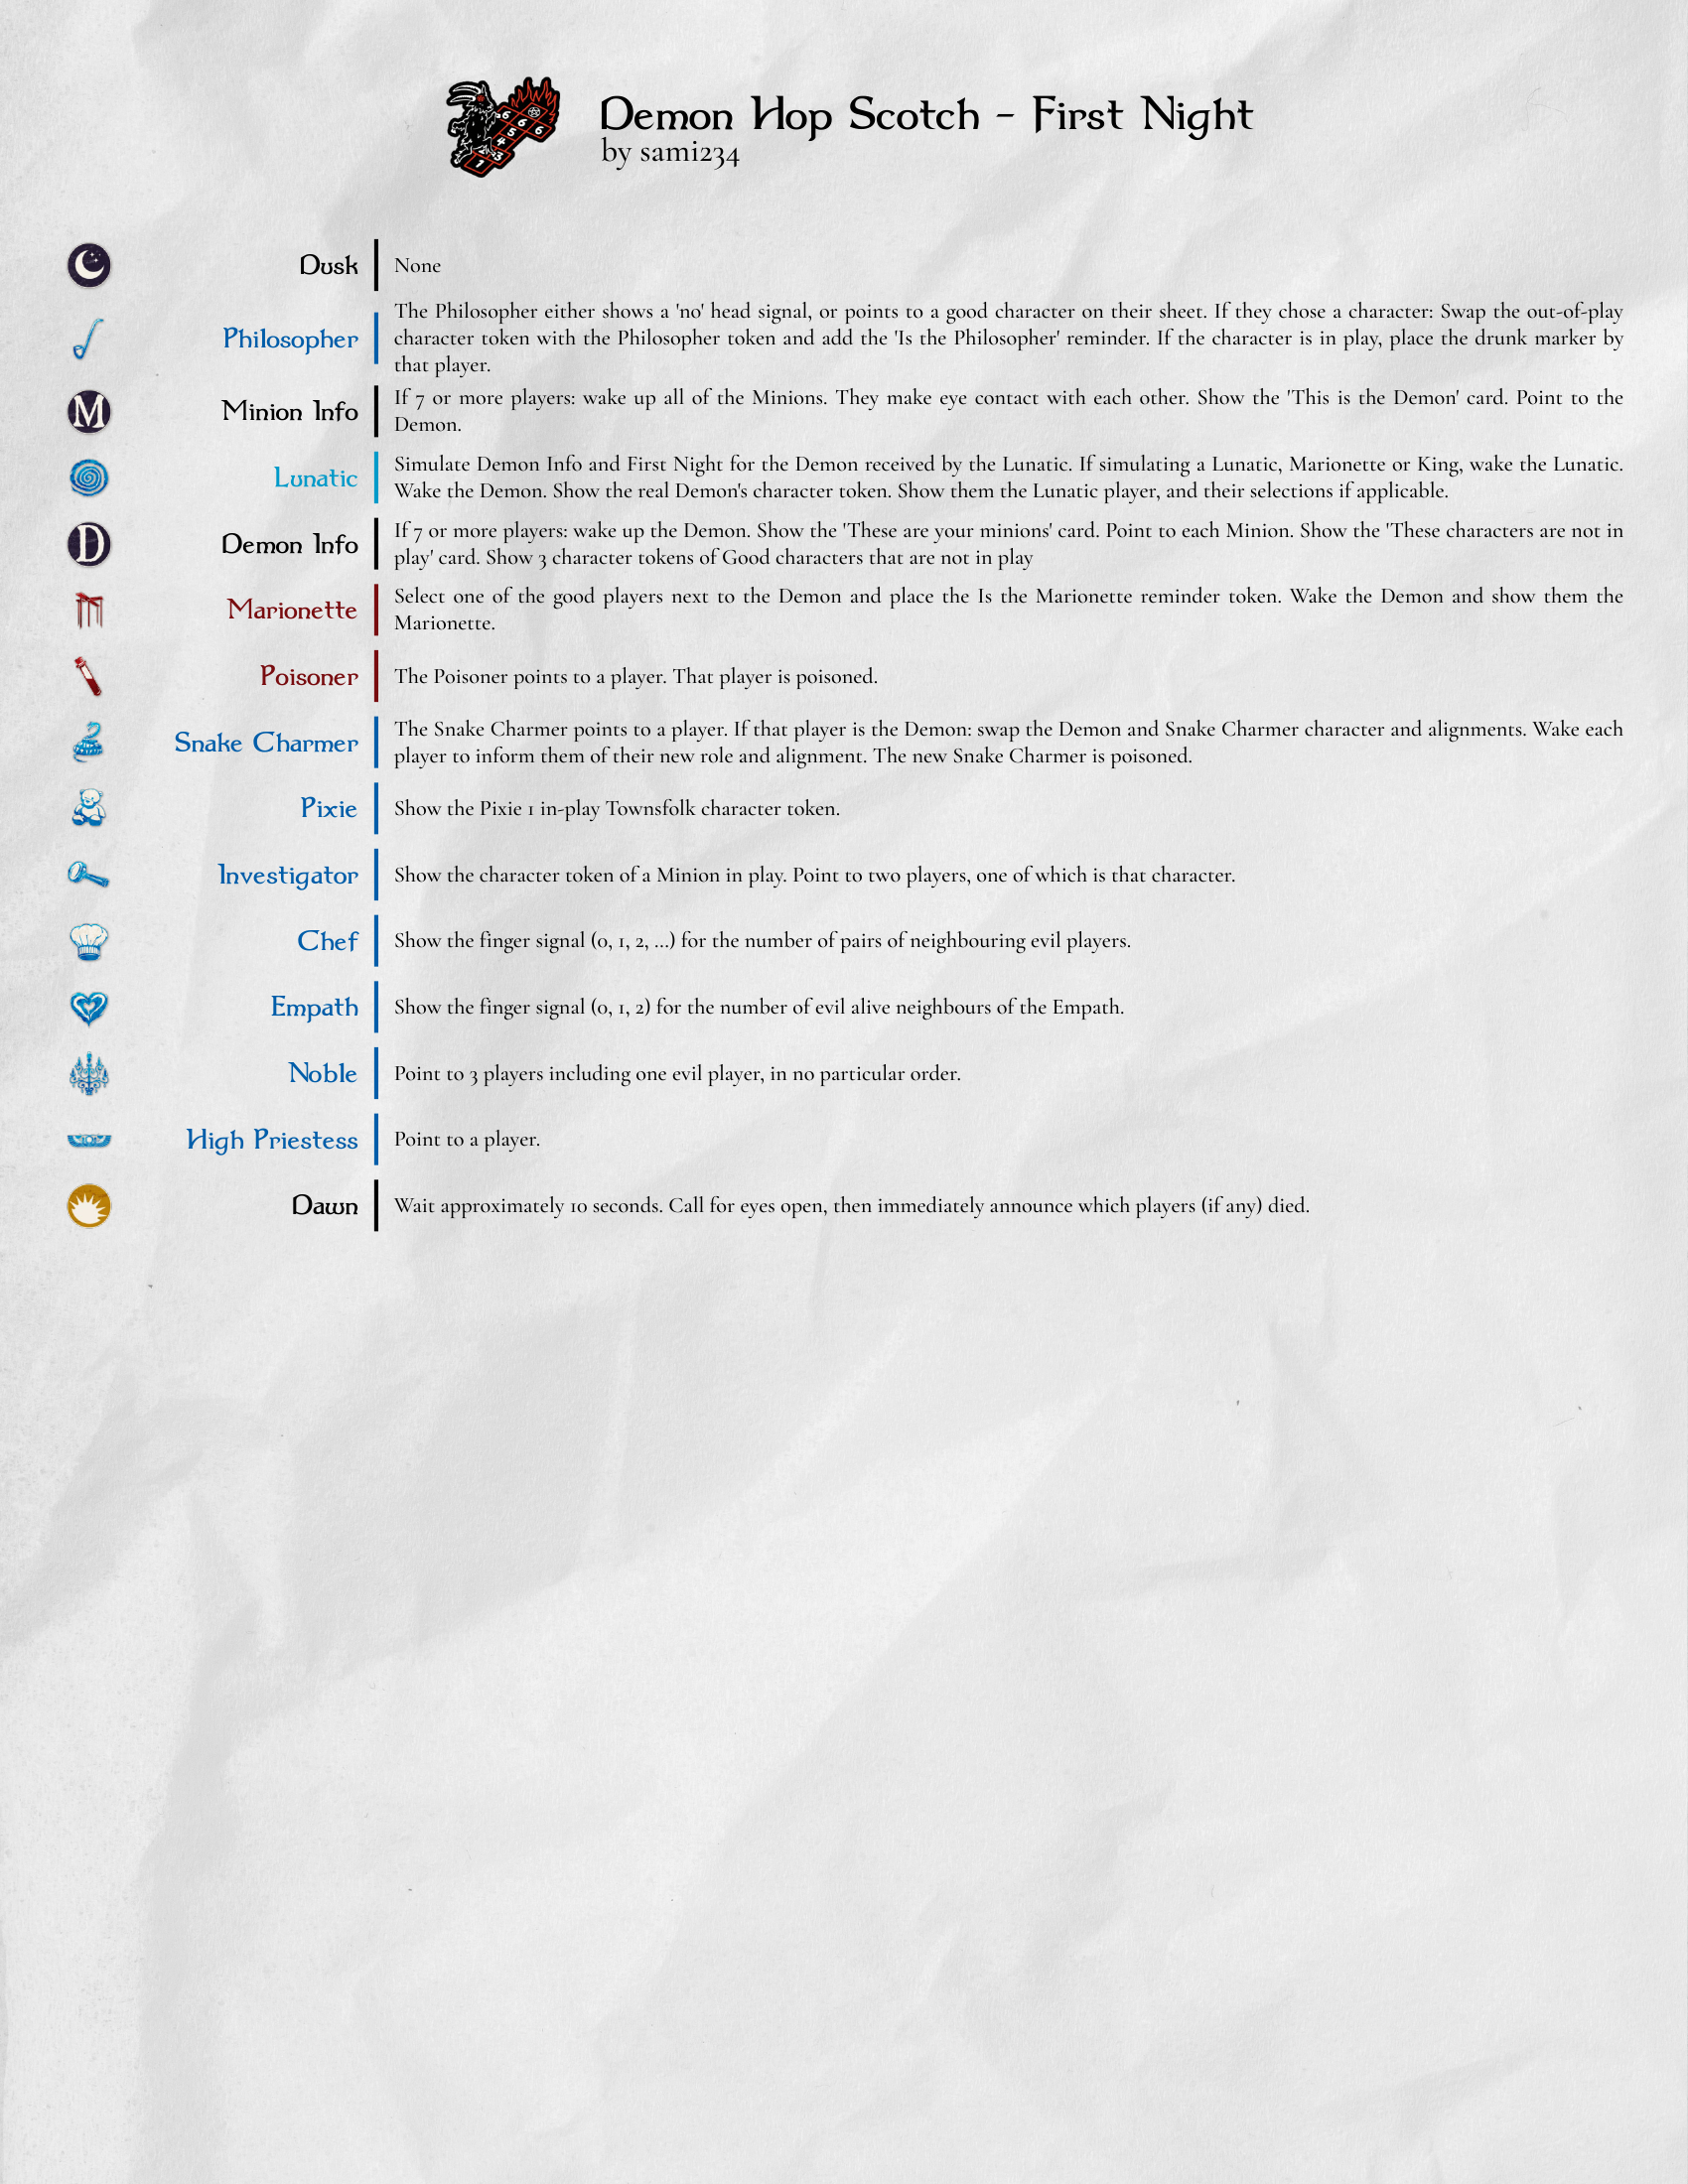 Demon Hop Scotch - First Night
by sami234
Dusk
None
Philosopher
The Philosopher either shows a 'no' head signal, or points to a good character on their sheet. If they chose a character: Swap the out-of-play
character token with the Philosopher token and add the 'Is the Philosopher' reminder. If the character is in play, place the drunk marker by
that player.
M
Minion Info
If 7 or more players: wake up all of the Minions. They make eye contact with each other. Show the 'This is the Demon' card. Point to the
Demon.
Lunatic
Simulate Demon Info and First Night for the Demon received by the Lunatic. If simulating a Lunatic, Marionette or King, wake the Lunatic.
Wake the Demon. Show the real Demon's character token. Show them the Lunatic player, and their selections if applicable.
D
Demon Info
If 7 or more players: wake up the Demon. Show the 'These are your minions' card. Point to each Minion. Show the 'These characters are not in
play' card. Show 3 character tokens of Good characters that are not in play
Marionette
Select one of the good players next to the Demon and place the Is the Marionette reminder token. Wake the Demon and show them the
Marionette.
Poisoner
The Poisoner points to a player. That player is poisoned.
Snake Charmer
The Snake Charmer points to a player. If that player is the Demon: swap the Demon and Snake Charmer character and alignments. Wake each
player to inform them of their new role and alignment. The new Snake Charmer is poisoned.
Pixie
Show the Pixie 1 in-play Townsfolk character token.
Investigator
Show the character token of a Minion in play. Point to two players, one of which is that character.
Chef
Show the finger signal (0, 1, 2, ...) for the number of pairs of neighbouring evil players.
Empath
Show the finger signal (0, 1, 2) for the number of evil alive neighbours of the Empath.
Noble
Point to 3 players including one evil player, in no particular order.
High Priestess
Point to a player.
Dawn
Wait approximately 10 seconds. Call for eyes open, then immediately announce which players (if any) died.